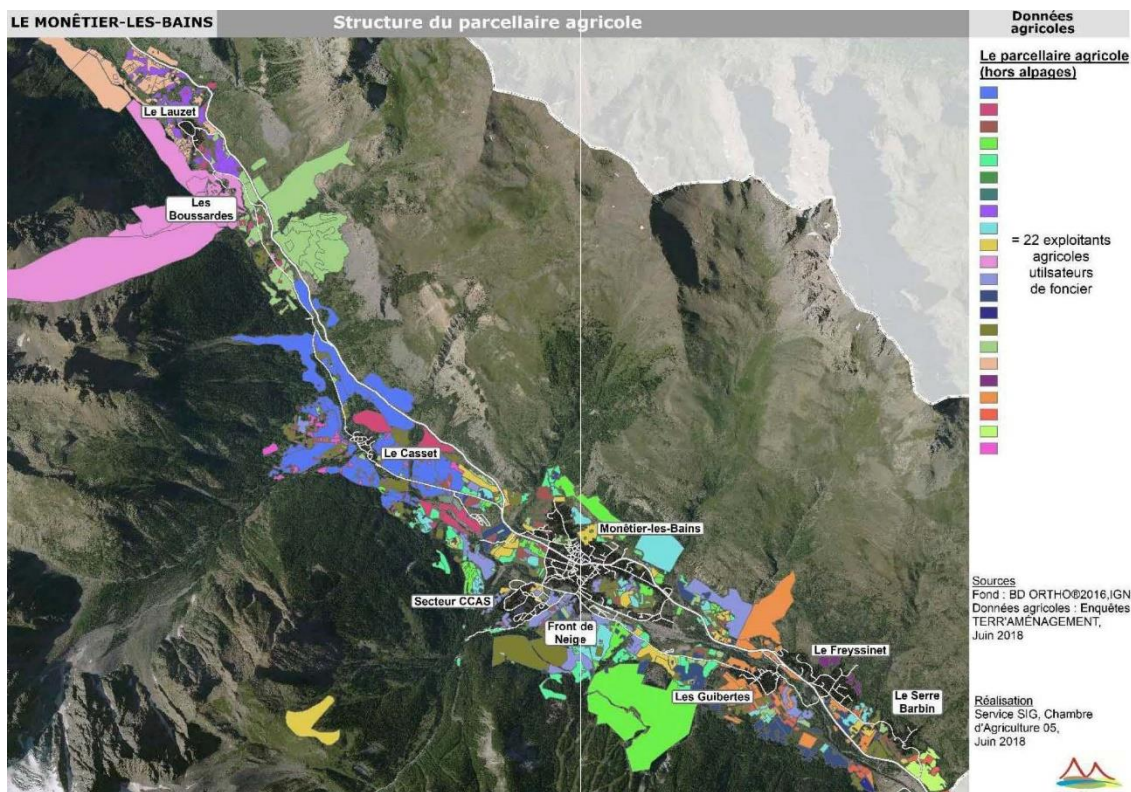 LE MONÊTIER-LES-BAINS
Structure du parcellaire agricole
Données
agricoles
Le parcellaire agricole
(hors alpages)
= 22 exploitants
agricoles
utilsateurs
de foncier
Le Lauzet
Les
Boussardes
Le Casset
Monêtier-les-Bains
Secteur CCAS
Front de
Neige
Le Freyssinet
Les Guibertes
Le Serre
Barbin
Sources
Fond : BD ORTHO®2016,IGN
Données agricoles : Enquêtes
TERR'AMÉNAGEMENT,
Juin 2018
Réalisation
Service SIG, Chambre
d'Agriculture 05,
Juin 2018